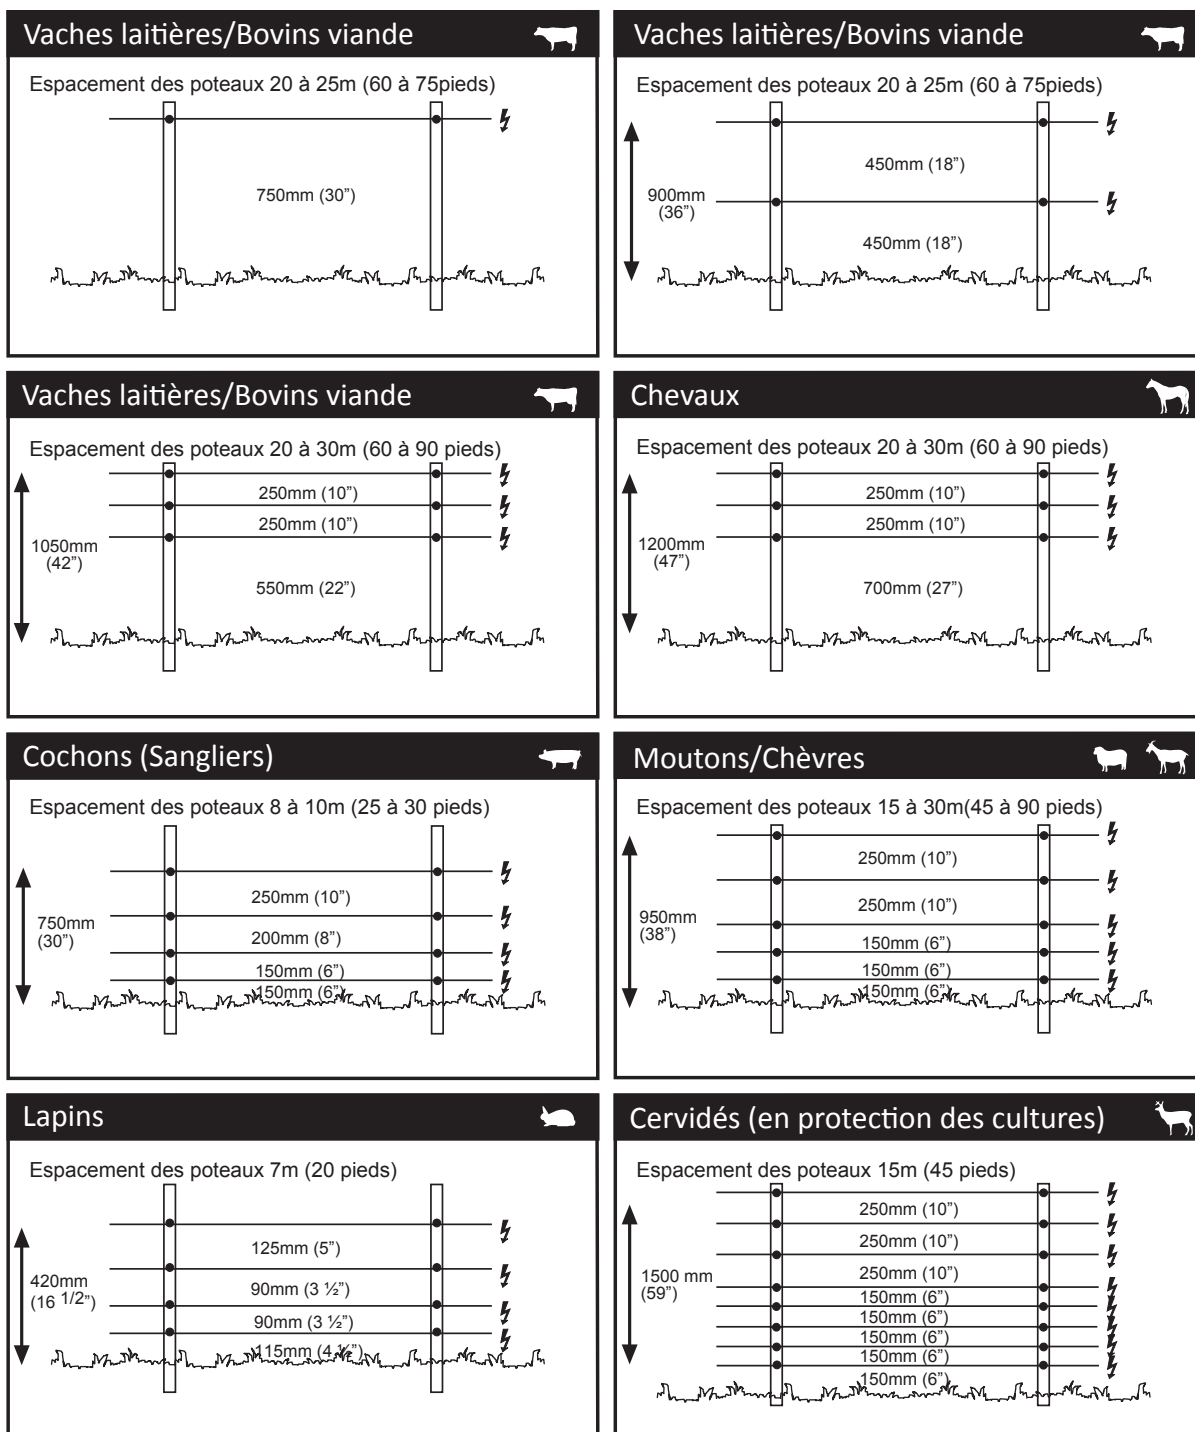 Vaches laitières/Bovins viande
Espacement des poteaux 20 à 25m (60 à 75pieds)
750mm (30”)
Vaches laitières/Bovins viande
Espacement des poteaux 20 à 25m (60 à 75pieds)
450mm (18”)
900mm
(36”)
450mm (18”)
Vaches laitières/Bovins viande
Espacement des poteaux 20 à 30m (60 à 90 pieds)
250mm (10”)
250mm (10”)
1050mm
(42”)
550mm (22”)
Chevaux
Espacement des poteaux 20 à 30m (60 à 90 pieds)
250mm (10”)
250mm (10”)
1200mm
(47”)
700mm (27”)
Cochons (Sangliers)
Espacement des poteaux 8 à 10m (25 à 30 pieds)
250mm (10”)
750mm
(30”)
200mm (8”)
150mm (6”)
150mm (6”)
Moutons/Chèvres
Espacement des poteaux 15 à 30m(45 à 90 pieds)
250mm (10”)
250mm (10”)
950mm
(38”)
150mm (6”)
150mm (6”)
150mm (6”)
Lapins
Espacement des poteaux 7m (20 pieds)
125mm (5”)
420mm
(16 1/2”)
90mm (3 ½”)
90mm (3 ½”)
115mm (4 ½”)
Cervidés (en protection des cultures)
Espacement des poteaux 15m (45 pieds)
250mm (10”)
250mm (10”)
250mm (10”)
1500 mm
(59”)
150mm (6”)
150mm (6”)
150mm (6”)
150mm (6”)
150mm (6”)